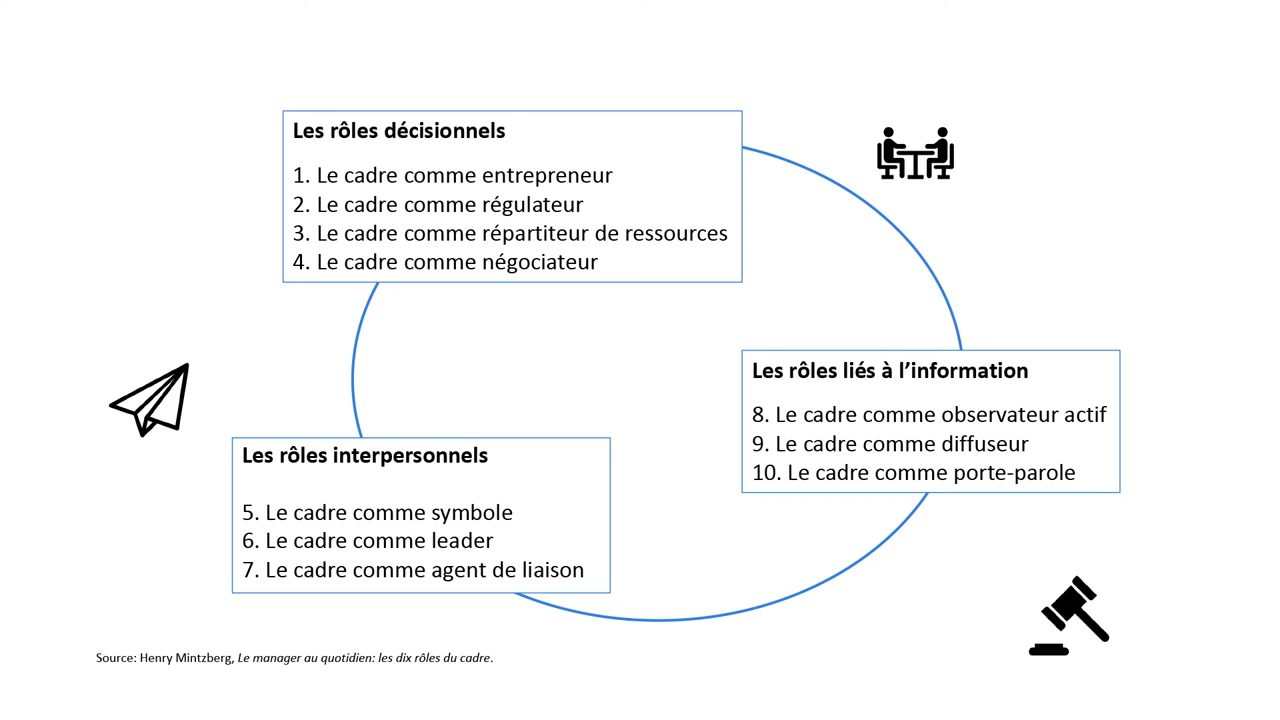 Les rôles décisionnels
1. Le cadre comme entrepreneur
2. Le cadre comme régulateur
3. Le cadre comme répartiteur de ressources
4. Le cadre comme négociateur
Les rôles liés à l’information
8. Le cadre comme observateur actif
9. Le cadre comme diffuseur
10. Le cadre comme porte-parole
Les rôles interpersonnels
5. Le cadre comme symbole
6. Le cadre comme leader
7. Le cadre comme agent de liaison
Source: Henry Mintzberg, Le manager au quotidien: les dix rôles du cadre.